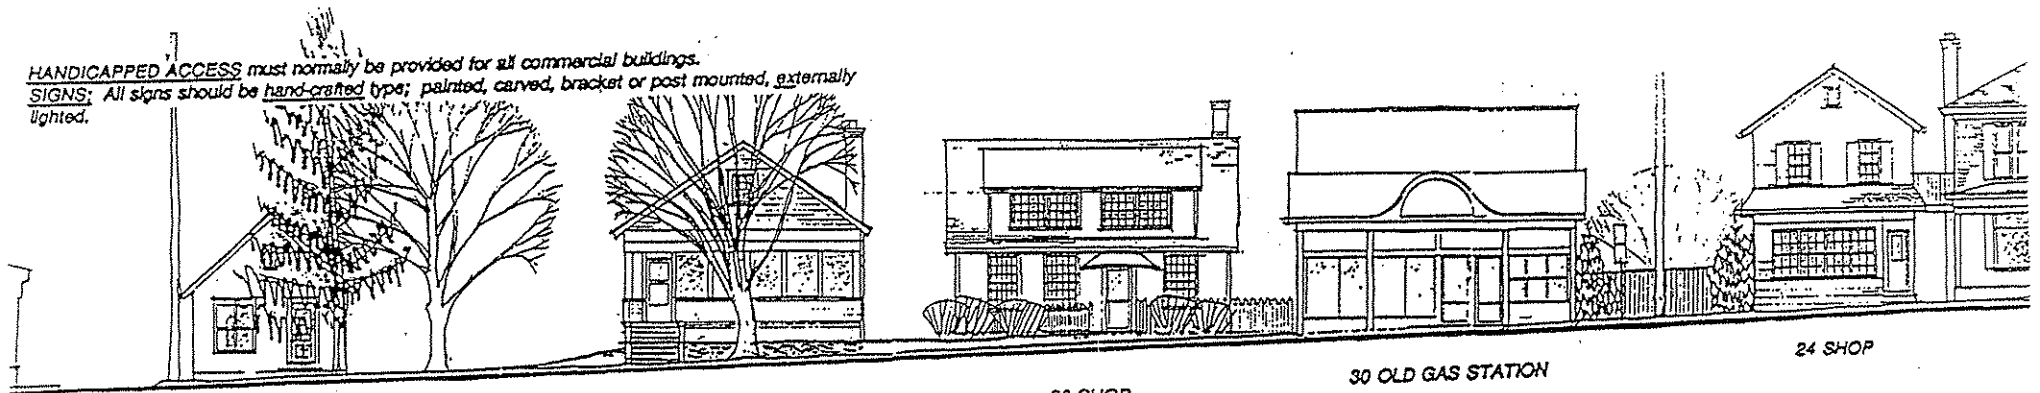 HANDICAPPED ACCESS must normally be provided for all commercial buildings.
SIGNS; All signs should be hand-crafted type; painted, carved, bracket or post mounted, externally
lighted.
24 SHOP
30 OLD GAS STATION
SHOP